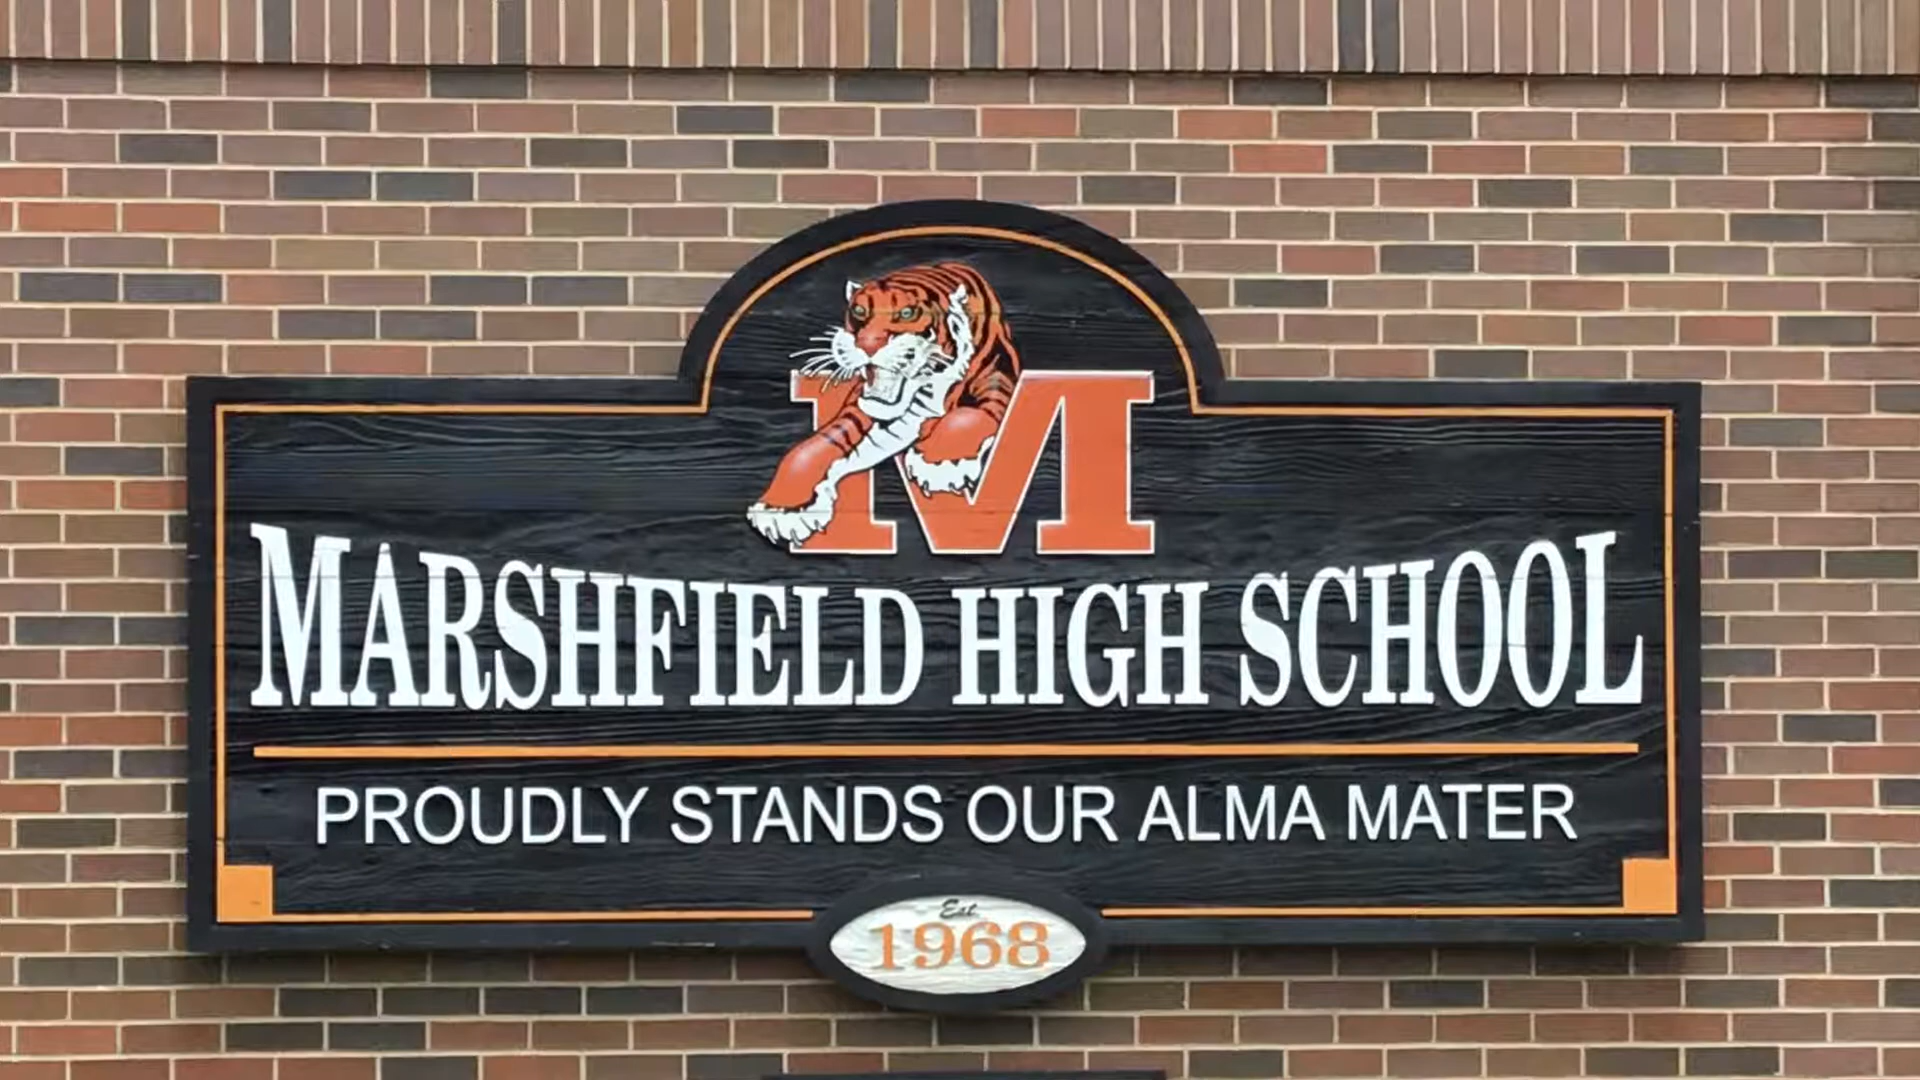 M
MARSHFIELD HIGH SCHOOL
PROUDLY STANDS OUR ALMA MATER
Est.
1968